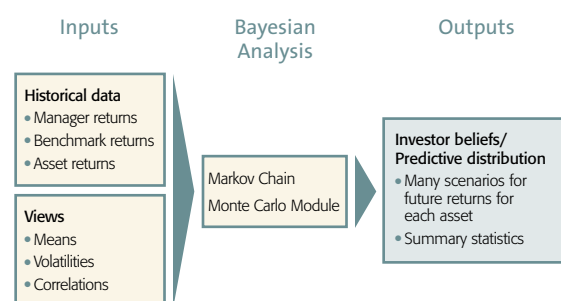 Inputs
Bayesian
Analysis
Outputs
Historical data
• Manager returns
• Benchmark returns
• Asset returns
Views
• Means
• Volatilities
• Correlations
Markov Chain
Monte Carlo Module
Investor beliefs/
Predictive distribution
• Many scenarios for
future returns for
each asset
• Summary statistics